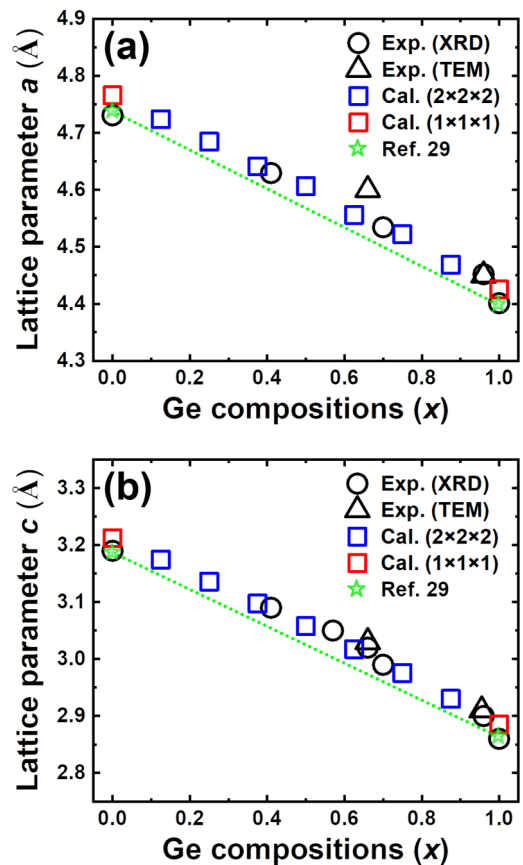 (a)
Exp. (XRD)
Exp. (TEM)
Cal. (2×2×2)
Cal. (1×1×1)
Ref. 29
Lattice parameter a (Å)
4.9
4.8
4.7
4.6
4.5
4.4
4.3
0.0 0.2 0.4 0.6 0.8 1.0
Ge compositions (x)
(b)
Exp. (XRD)
Exp. (TEM)
Cal. (2×2×2)
Cal. (1×1×1)
Ref. 29
Lattice parameter c (Å)
3.3
3.2
3.1
3.0
2.9
2.8
0.0 0.2 0.4 0.6 0.8 1.0
Ge compositions (x)